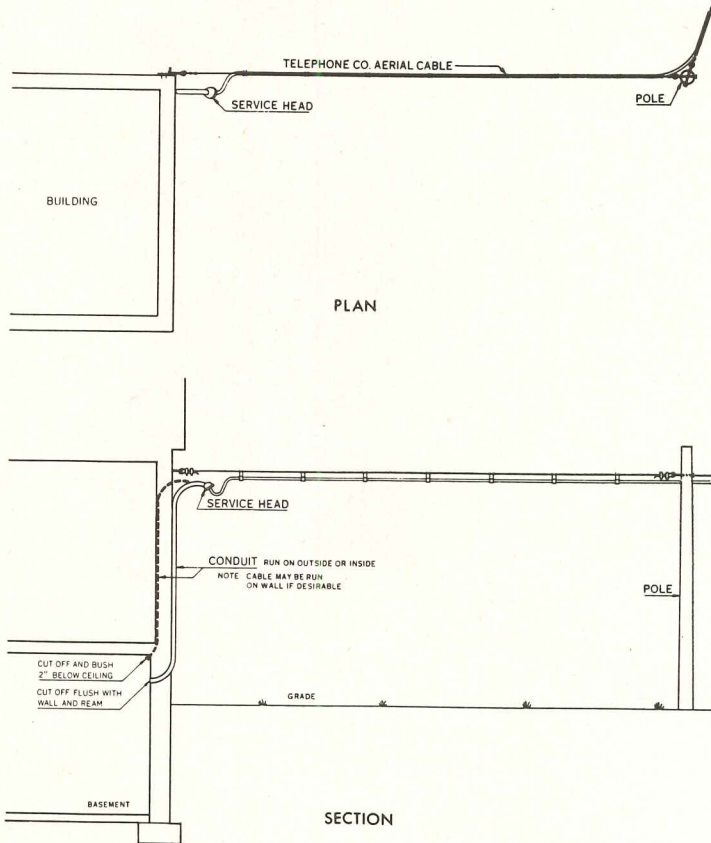 TELEPHONE CO. AERIAL CABLE
SERVICE HEAD
POLE
BUILDING
PLAN
SERVICE HEAD
CONDUIT RUN ON OUTSIDE OR INSIDE
NOTE CABLE MAY BE RUN
ON WALL IF DESIRABLE
POLE
CUT OFF AND BUSH
2" BELOW CEILING
CUT OFF FLUSH WITH
WALL AND REAM
GRADE
BASEMENT
SECTION